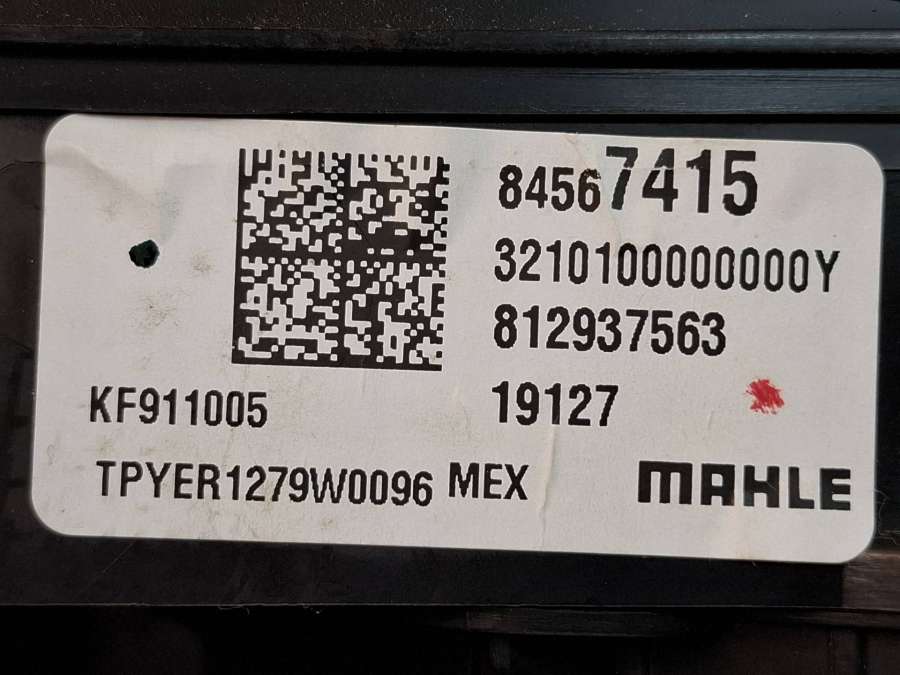 84567415
3210100000000Y
812937563
KF911005
19127
TPYER1279W0096 MEX
MAHLE